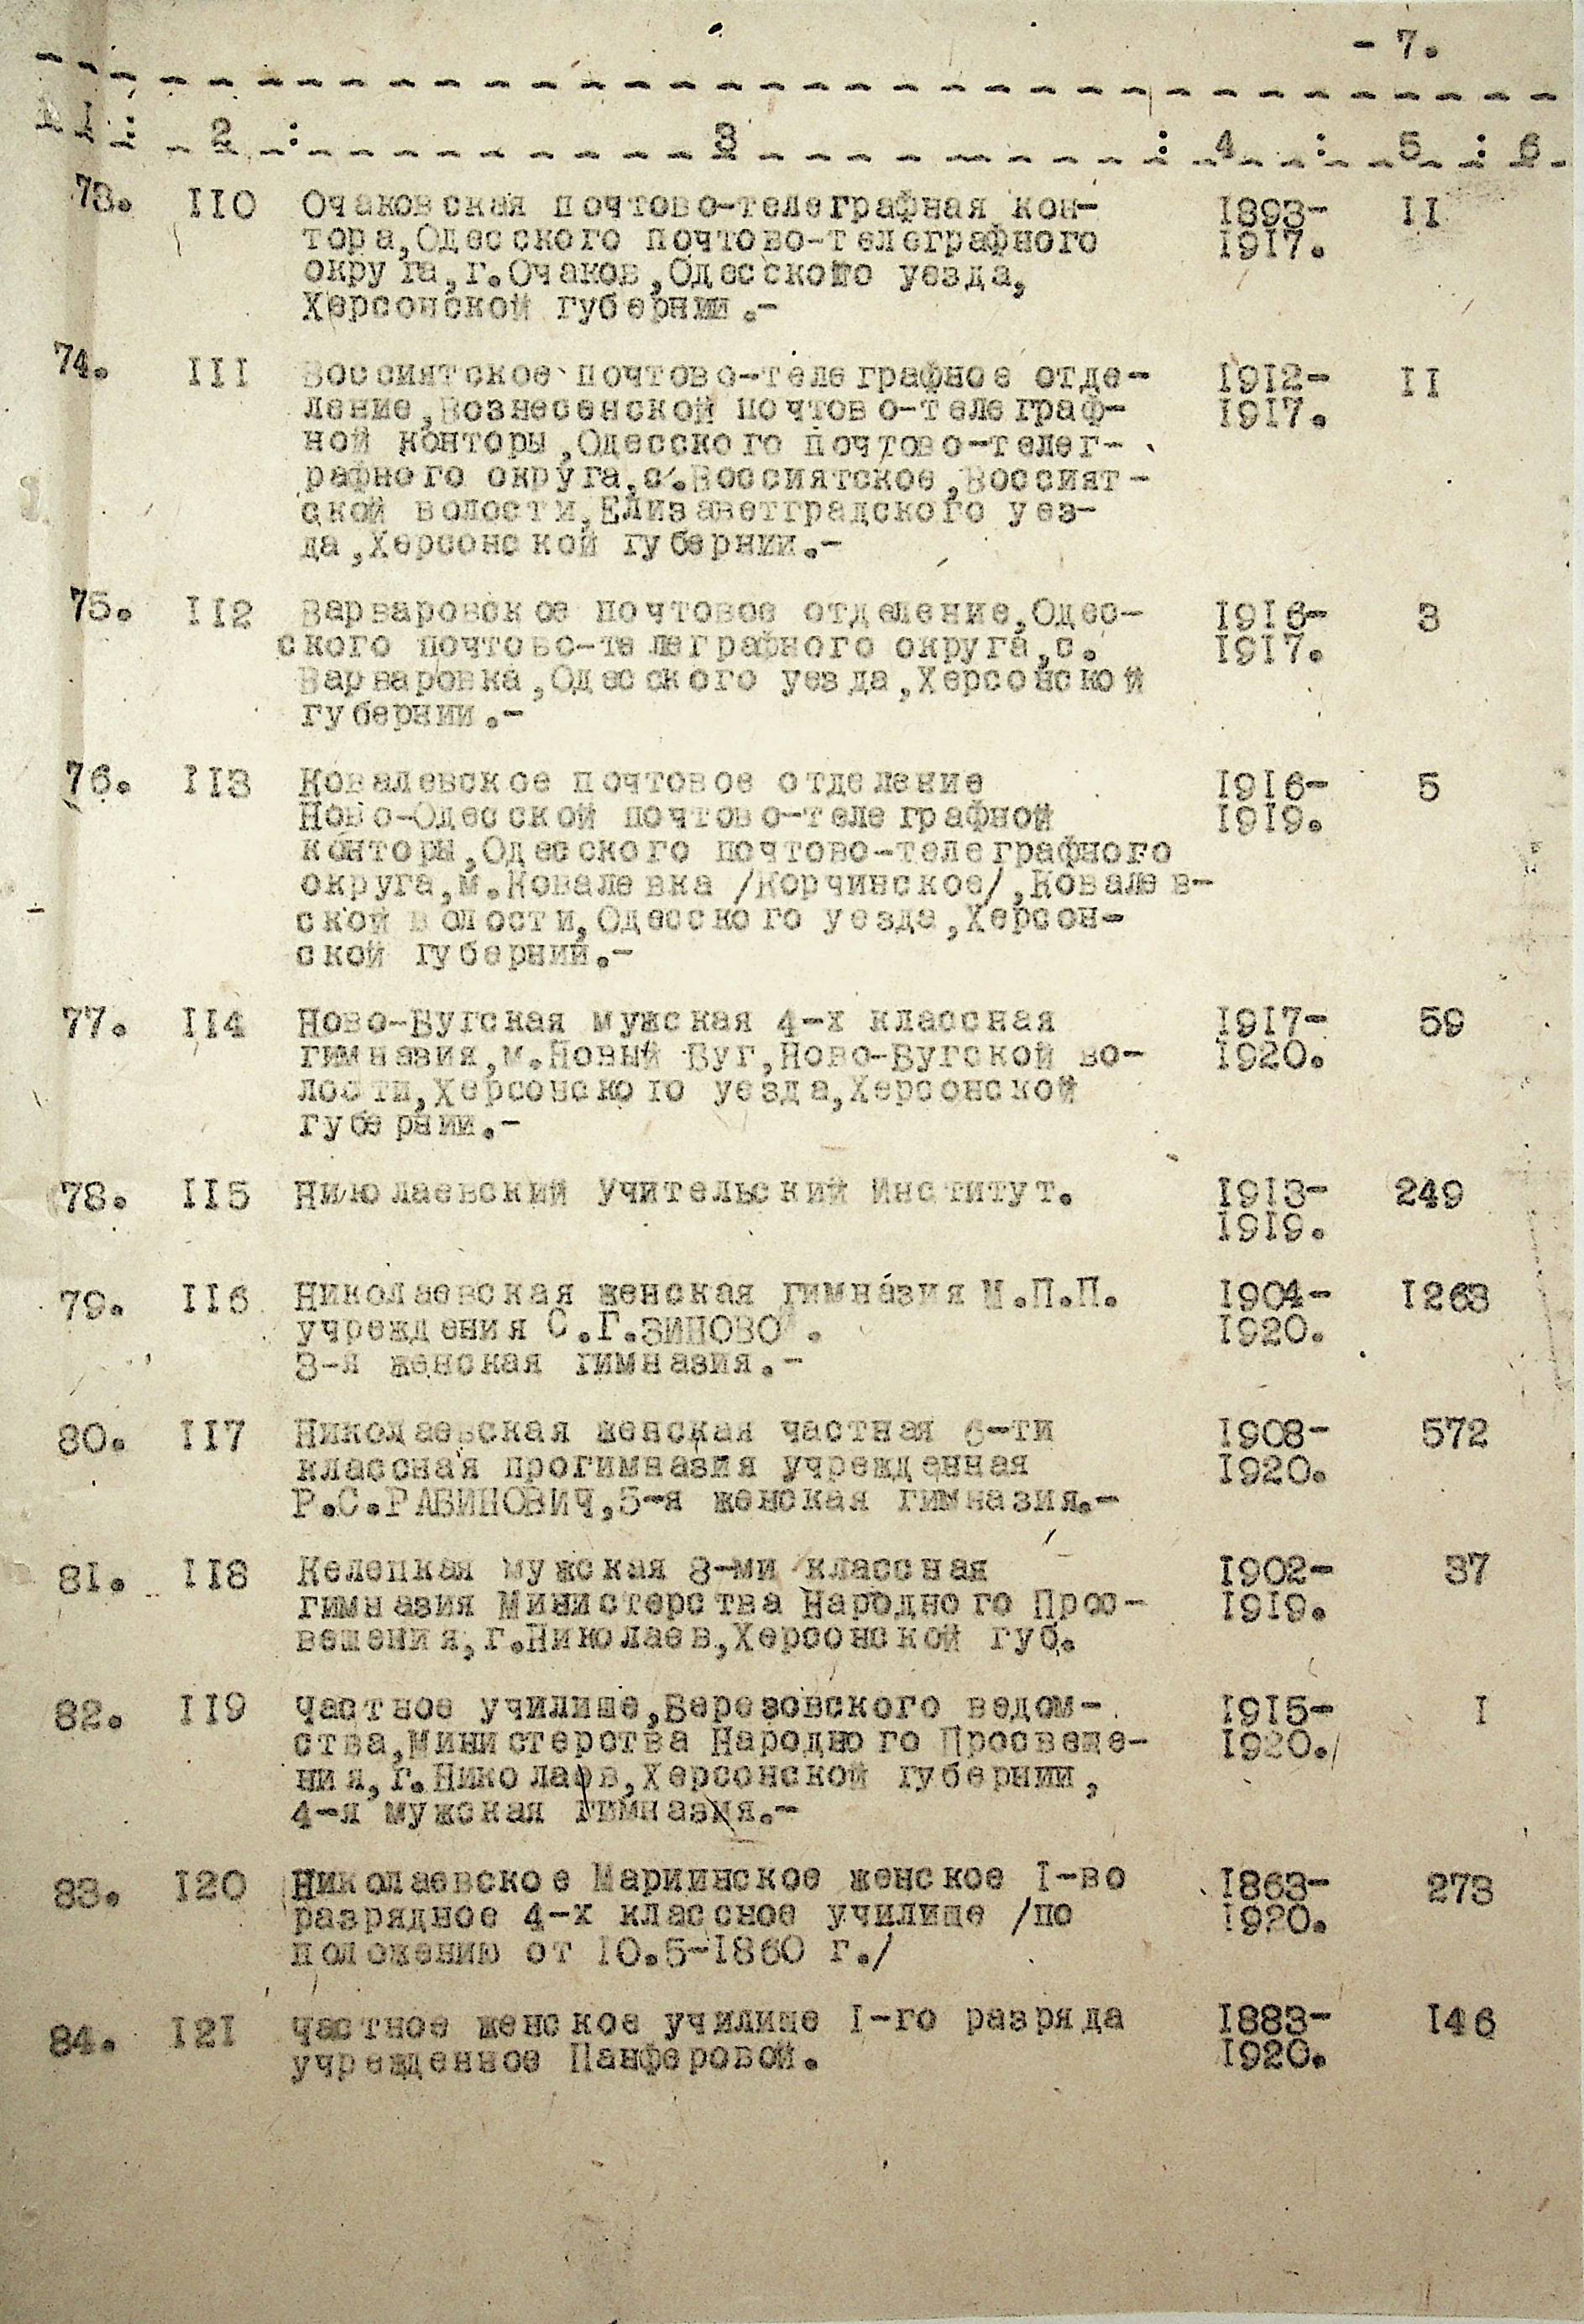 - 7.
I : 2 : 3 : 4 : 5 : 6
73. 110 Очаковская почтово-телеграфная кон- 1893- 11
тора,Одесского почтово-телеграфного 1917.
округа,г.Очаков,Одесского уезда,
Херсонской губернии.-
74. 111 Воссиятское почтово-телеграфное отде- 1912- 11
ление,Вознесенской почтово-телеграф- 1917.
ной конторы,Одесского почтово-телег-
рафного округа,с.Воссиятское,Воссият-
ской волости,Елизаветградского уез-
да,Херсонской губернии.-
75. 112 Варваровское почтовое отделение,Одес- 1916- 3
ского почтово-телеграфного округа,с. 1917.
Варваровка,Одесского уезда,Херсонской
губернии.-
76. 113 Ковалевское почтовое отделение 1916- 5
Ново-Одесской почтово-телеграфной 1919.
конторы,Одесского почтово-телеграфного
округа,м.Ковалевка /Корчинское/,Ковалев-
ской волости,Одесского уезда,Херсон-
ской губернии.-
77. 114 Ново-Бугская мужская 4-х классная 1917- 59
гимназия,м.Новый Буг,Ново-Бугской во- 1920.
лости,Херсонского уезда,Херсонской
губернии.-
78. 115 Николаевский Учительский Институт. 1913- 249
1919.
79. 116 Николаевская женская гимназия М.П.П. 1904- 1263
учреждения С.Г.ЗИНОВОЙ. 1920.
3-я женская гимназия.-
80. 117 Николаевская женская частная 6-ти 1908- 572
классная прогимназия учрежденная 1920.
Р.С.РАБИНОВИЧ,5-я женская гимназия.-
81. 118 Келецкая мужская 8-ми классная 1902- 37
гимназия Министерства Народного Прос- 1919.
вещения,г.Николаев,Херсонской губ.
82. 119 Частное училище,Березовского ведом- 1915- 1
ства,Министерства Народного Просвеще- 1920.
ния,г.Николаев,Херсонской губернии,
4-я мужская гимназия.-
83. 120 Николаевское Мариинское женское 1-во 1863- 273
разрядное 4-х классное училище /по 1920.
положению от 10.5-1860 г./
84. 121 Частное женское училище 1-го разряда 1883- 146
учрежденное Панферовой. 1920.